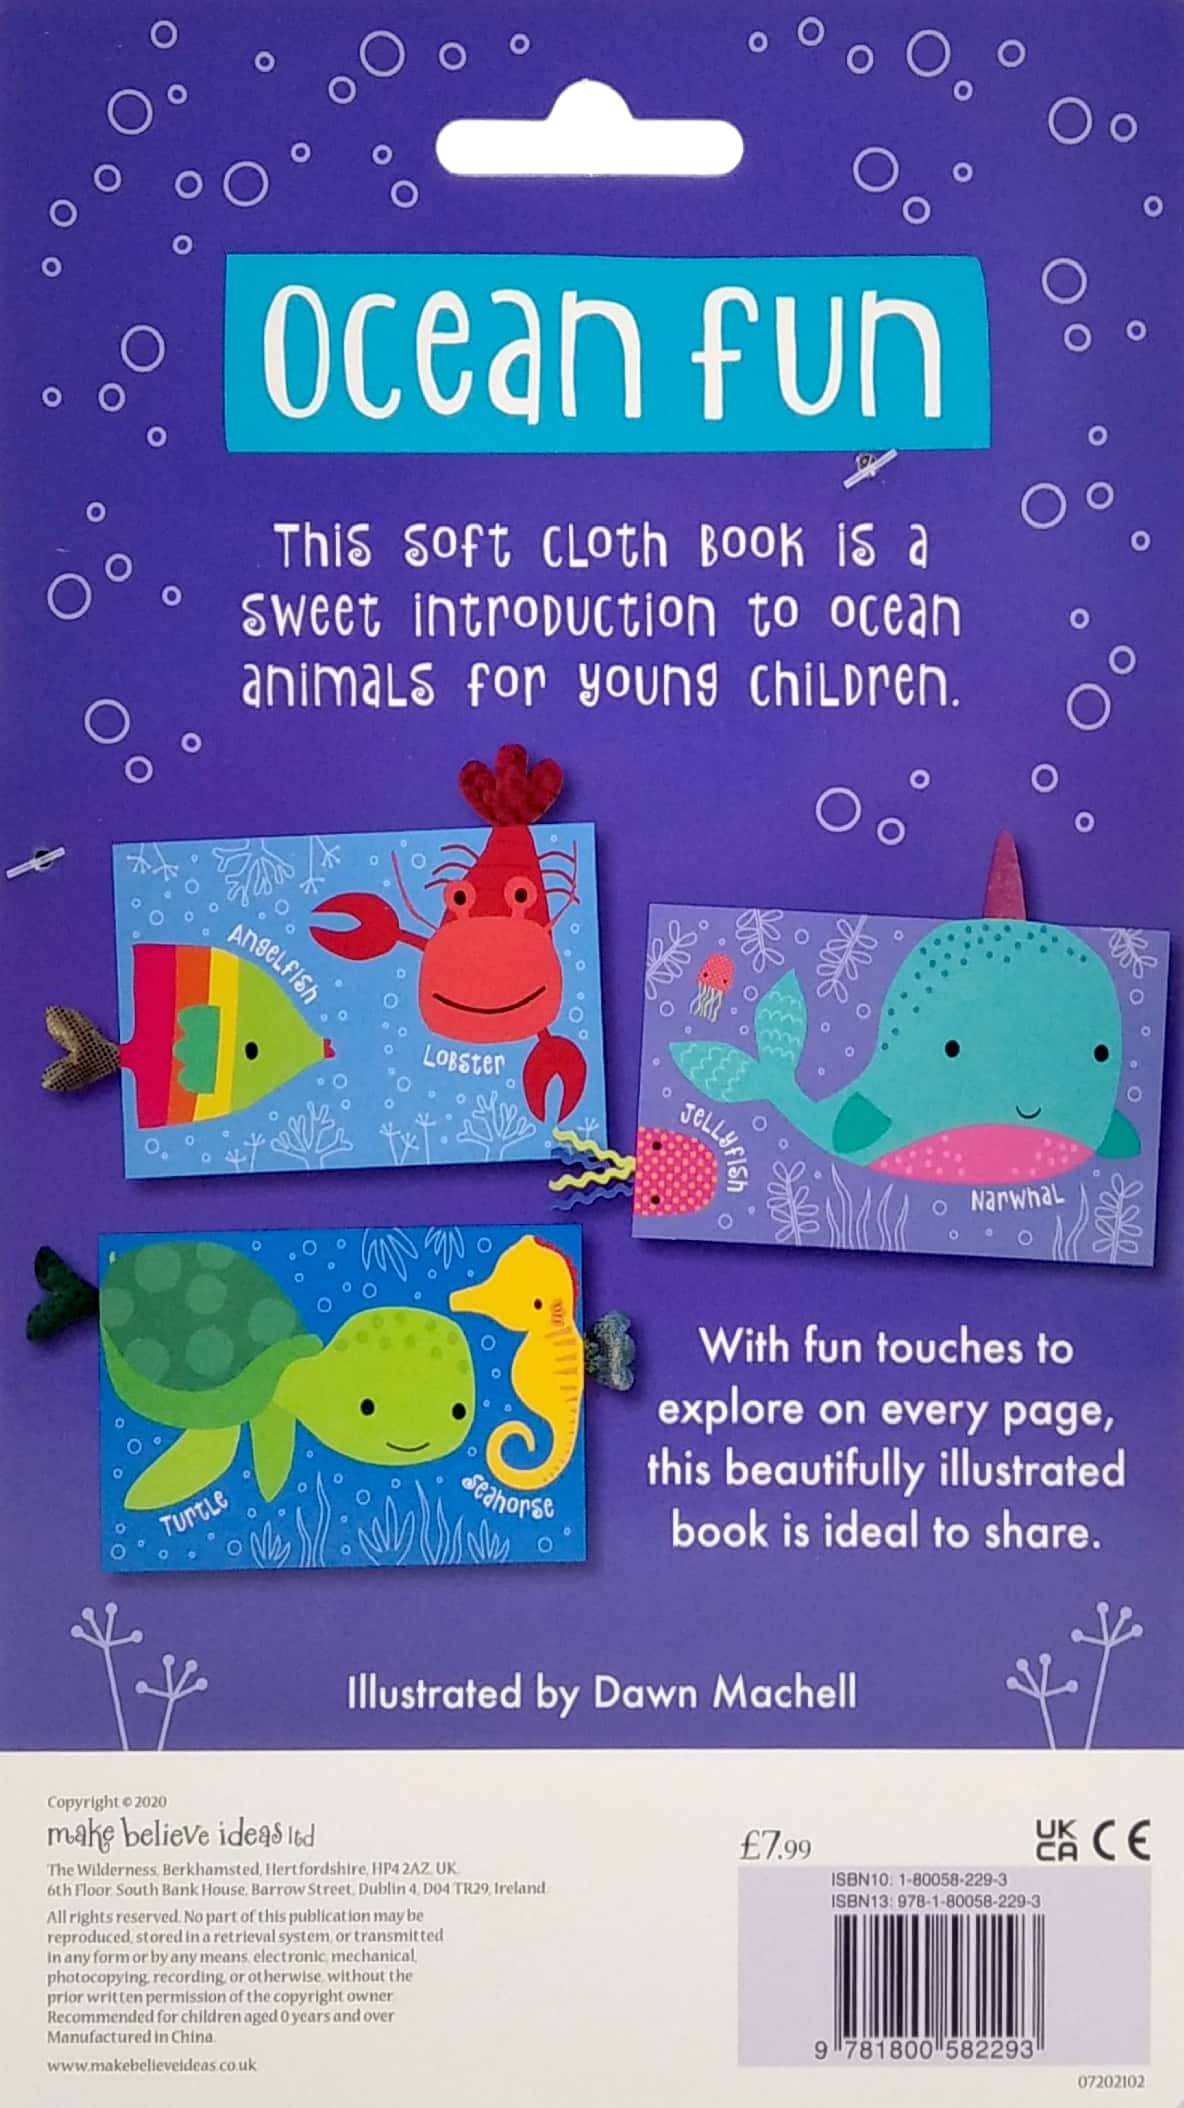 Ocean fun
This soft cloth book is a
sweet introduction to ocean
animals for young children.
Angelfish
Lobster
Jellyfish
Narwhal
Turtle
Seahorse
With fun touches to
explore on every page,
this beautifully illustrated
book is ideal to share.
Illustrated by Dawn Machell
Copyright © 2020
make believe ideas ltd
The Wilderness, Berkhamsted, Hertfordshire, HP4 2AZ, UK.
6th Floor, South Bank House, Barrow Street, Dublin 4, D04 TR29, Ireland.
All rights reserved. No part of this publication may be
reproduced, stored in a retrieval system, or transmitted
in any form or by any means, electronic, mechanical,
photocopying, recording, or otherwise, without the
prior written permission of the copyright owner.
Recommended for children aged 0 years and over
Manufactured in China.
www.makebelieveideas.co.uk
£7.99
UK
CA CE
ISBN10: 1-80058-229-3
ISBN13: 978-1-80058-229-3
9 781800 582293
07202102